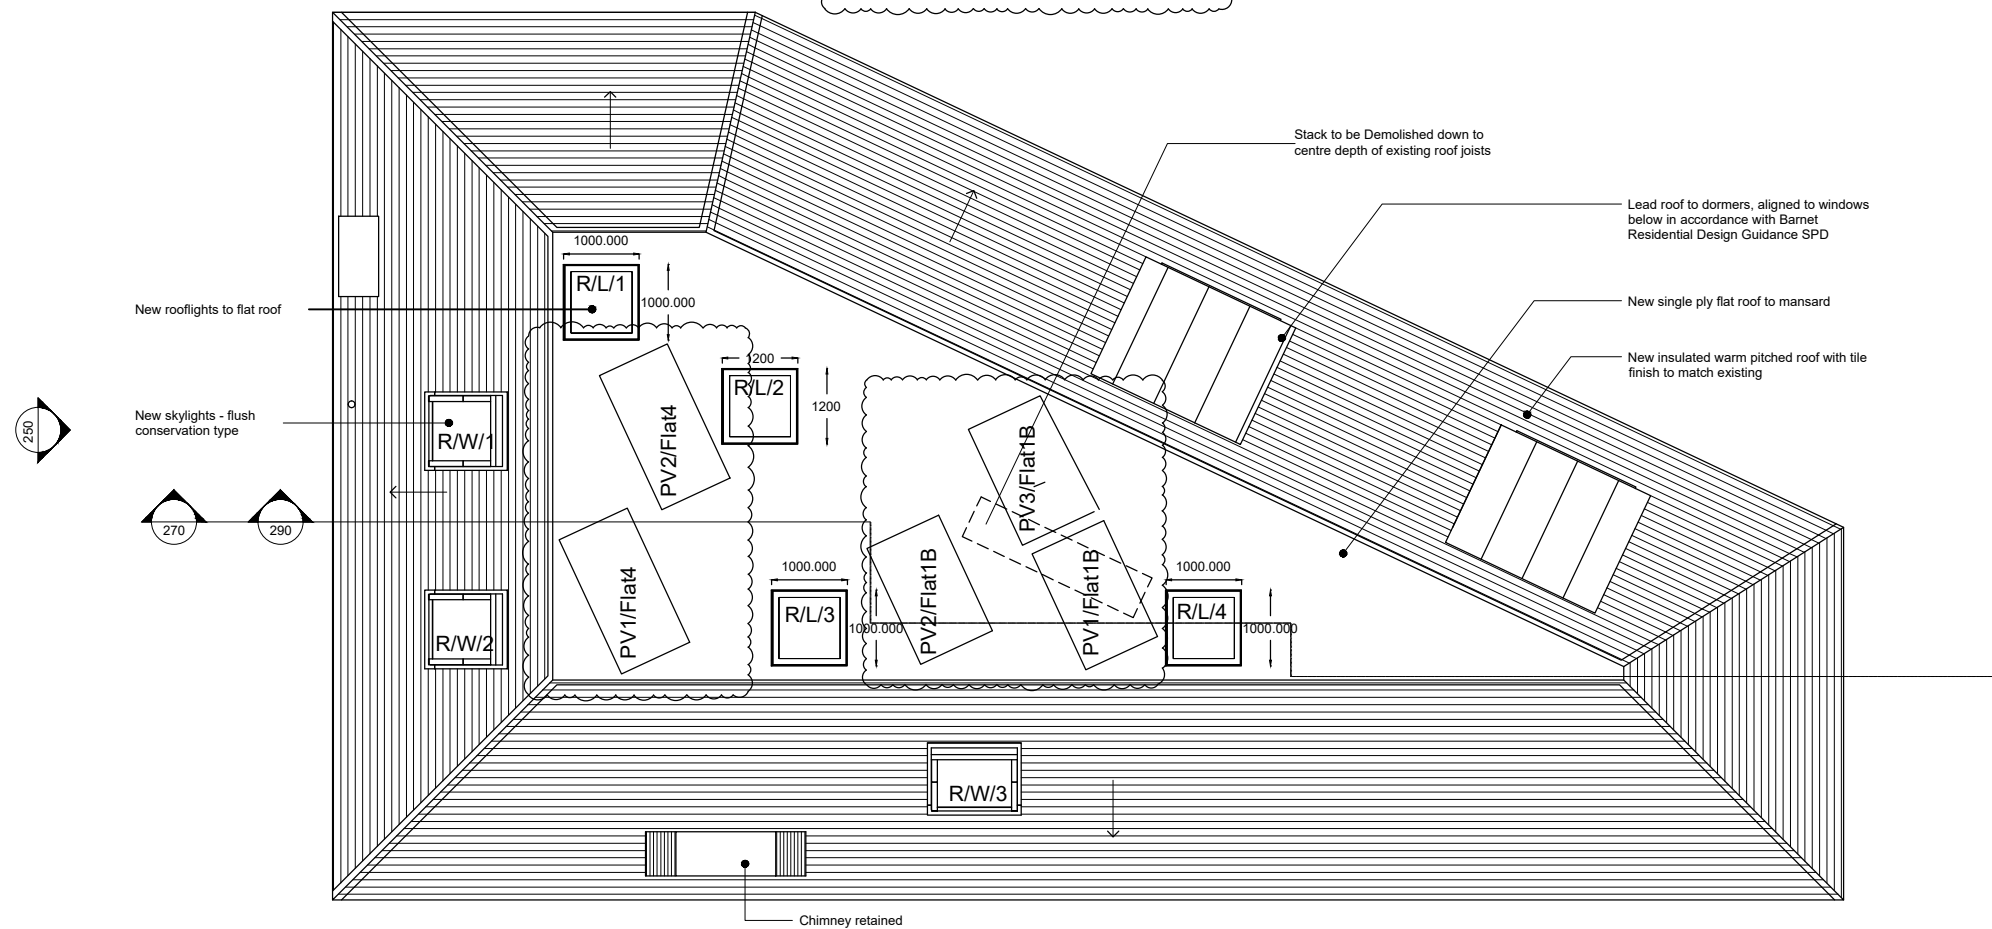 Stack to be Demolished down to
centre depth of existing roof joists
Lead roof to dormers, aligned to windows
below in accordance with Barnet
Residential Design Guidance SPD
1000.000
R/L/1
1000.000
New rooflights to flat roof
New single ply flat roof to mansard
1200
R/L/2
1200
New insulated warm pitched roof with tile
finish to match existing
New skylights - flush
conservation type
250
R/W/1
PV2/Flat4
PV3/Flat1B
270
290
1000.000
1000.000
PV1/Flat4
R/L/3
1000.000
PV2/Flat1B
PV1/Flat1B
R/L/4
1000.000
R/W/2
R/W/3
Chimney retained